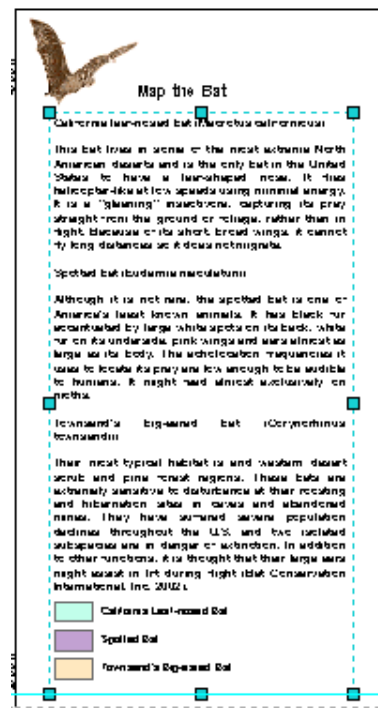 Map the Bat
California leaf-nosed bat (Macrotus californicus)
This bat lives in some of the most extreme North
American deserts and is the only bat in the United
States to have a leaf-shaped nose. It flies
helicopter-like at low speeds using minimal energy.
It is a "gleaning" insectivore, capturing its prey
straight from the ground or foliage, rather than in
flight. Because of its short, broad wings, it cannot
fly long distances so it does not migrate.
Spotted bat (Euderma maculatum)
Although it is not rare, the spotted bat is one of
America's least known animals. It has black fur
accentuated by large white spots on its back, white
fur on its underside, pink wings and ears almost as
large as its body. The echolocation frequencies it
uses to locate its prey are low enough to be audible
to humans. It might feed almost exclusively on
moths.
Townsend's big-eared bat (Corynorhinus
townsendii)
Their most typical habitat is arid western desert
scrub and pine forest regions. These bats are
extremely sensitive to disturbance at their roosting
and hibernation sites in caves and abandoned
mines. They have suffered severe population
declines throughout the U.S. and two isolated
subspecies are in danger of extinction. In addition
to other functions, it is thought that their large ears
might assist in lift during flight (Bat Conservation
International, Inc. 2002).
California Leaf-nosed Bat
Spotted Bat
Townsend's Big-eared Bat